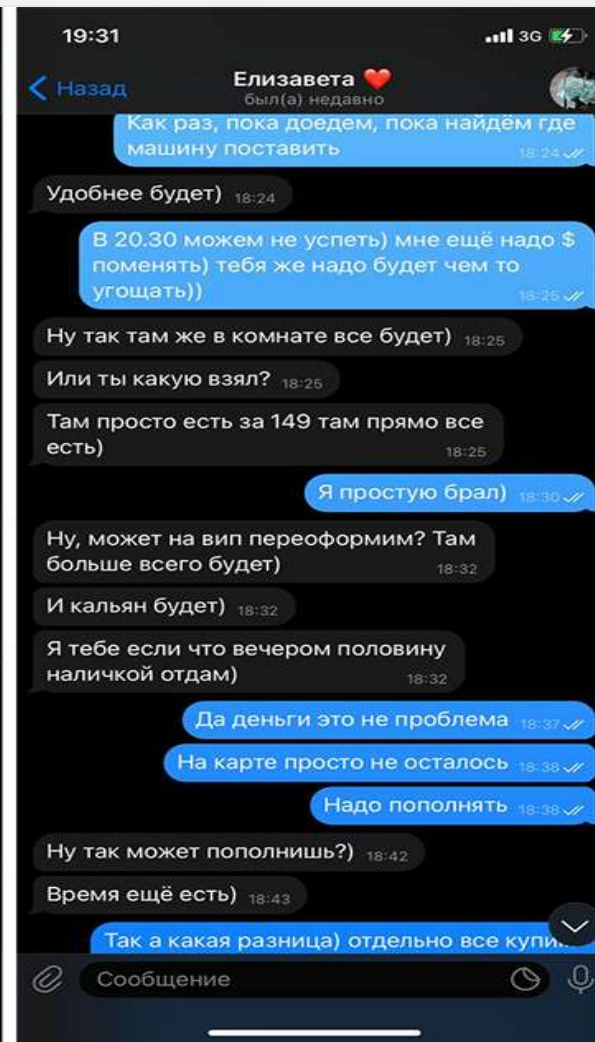 19:31
3G
Назад
Елизавета ❤️
был(а) недавно
Как раз, пока доедем, пока найдём где
машину поставить
18:24
Удобнее будет) 18:24
В 20.30 можем не успеть) мне ещё надо $
поменять) тебя же надо будет чем то
угощать))
18:25
Ну так там же в комнате все будет) 18:25
Или ты какую взял? 18:25
Там просто есть за 149 там прямо все
есть)
18:25
Я простую брал) 18:30
Ну, может на вип переоформим? Там
больше всего будет)
18:32
И кальян будет) 18:32
Я тебе если что вечером половину
наличкой отдам)
18:32
Да деньги это не проблема 18:37
На карте просто не осталось 18:38
Надо пополнять 18:38
Ну так может пополнишь?) 18:42
Время ещё есть) 18:43
Так а какая разница) отдельно все купи...
Сообщение